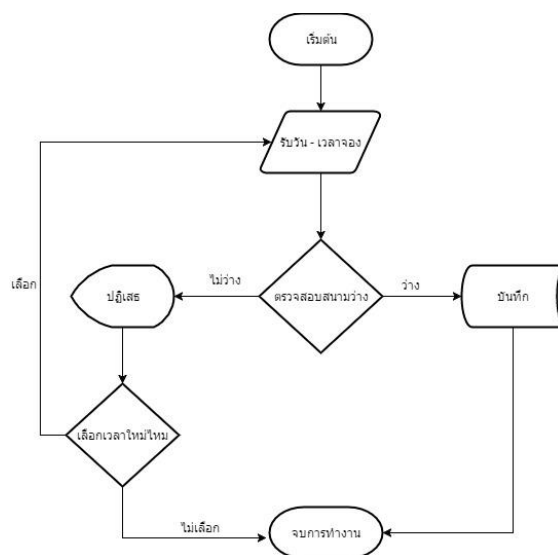 เริ่มต้น
รับวัน - เวลาจอง
ตรวจสอบสนามว่าง
ไม่ว่าง
ว่าง
ปฏิเสธ
บันทึก
เลือก
เลือกเวลาใหม่ไหม
ไม่เลือก
จบการทำงาน